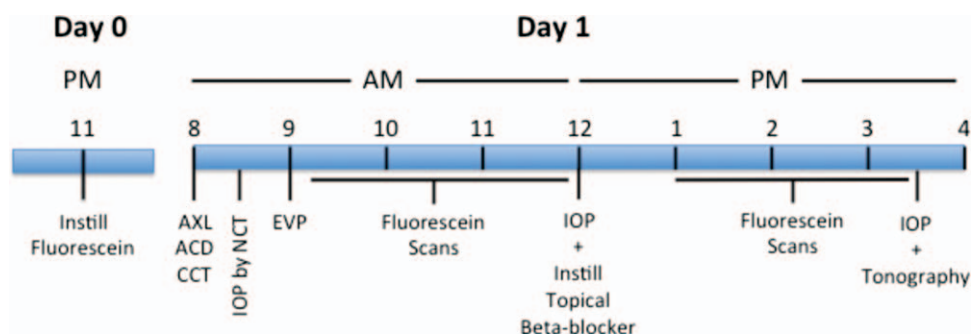 Day 0
Day 1
PM
AM
PM
11
8
9
10
11
12
1
2
3
4
Instill
Fluorescein
AXL
ACD
CCT
IOP by NCT
EVP
Fluorescein
Scans
IOP
+
Instill
Topical
Beta-blocker
Fluorescein
Scans
IOP
+
Tonography